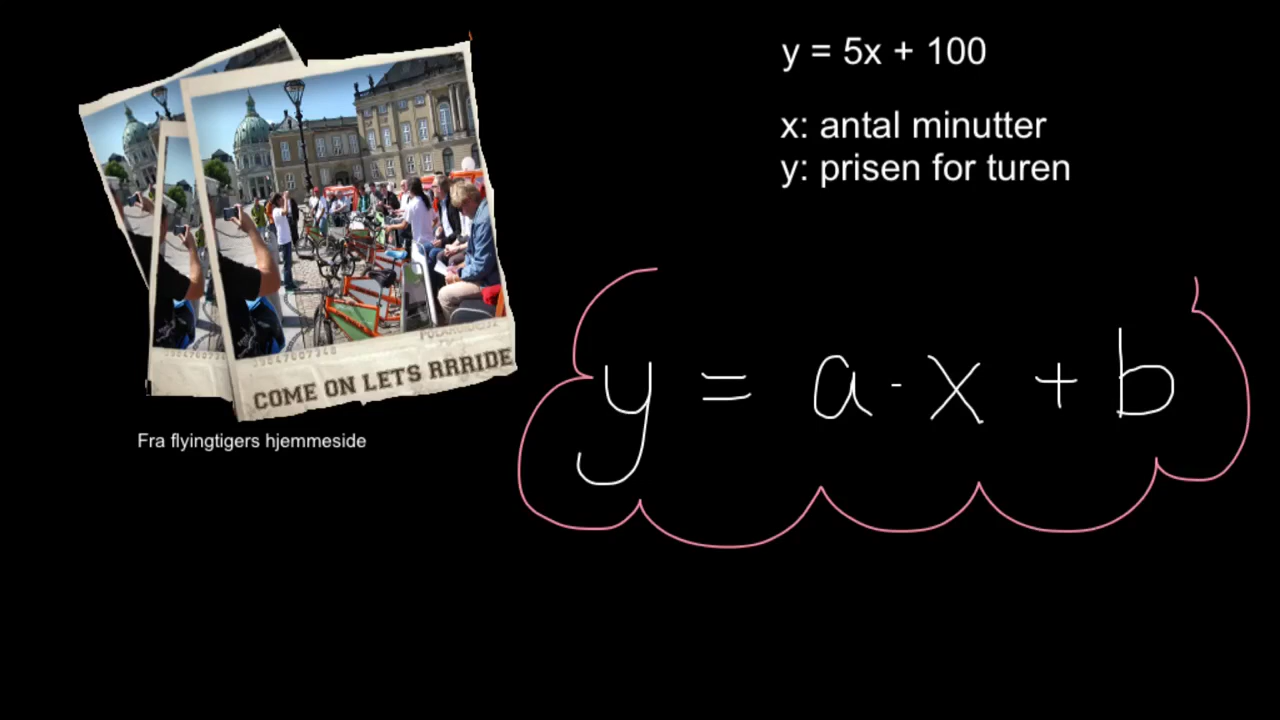 y = 5x + 100
x: antal minutter
y: prisen for turen
COME ON LETS RRRIDE
Fra flyingtigers hjemmeside
y = a · x + b